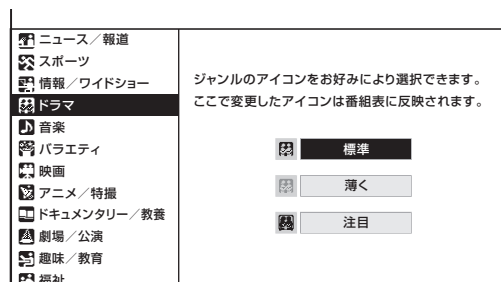 ニュース／報道
スポーツ
情報／ワイドショー
ドラマ
音楽
バラエティ
映画
アニメ／特撮
ドキュメンタリー／教養
劇場／公演
趣味／教育
福祉
ジャンルのアイコンをお好みにより選択できます。
ここで変更したアイコンは番組表に反映されます。
標準
薄く
注目